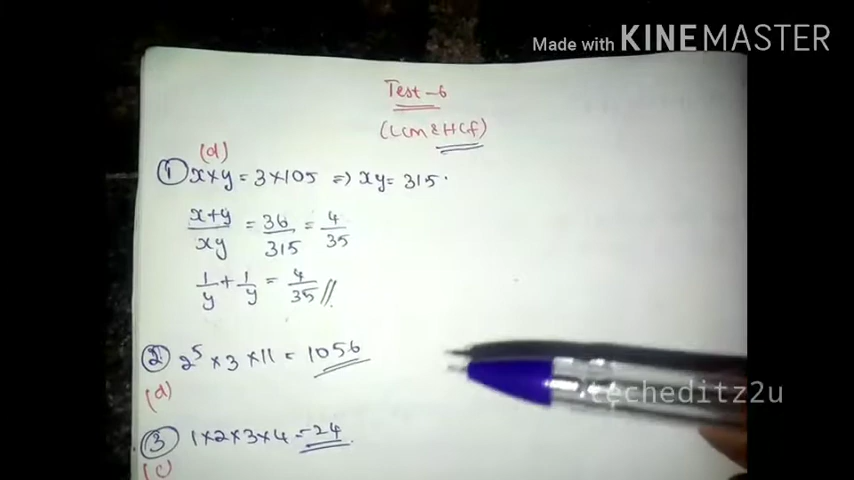 Made with KINEMASTER
Test-6
(LCM & HCF)
(d)
① x×y = 3×105 ⇒ xy = 315.
x+y/xy = 36/315 = 4/35
1/y + 1/y = 4/35 //
② 2⁵ × 3 × 11 = 1056
(d)
techeditz2u
③ 1×2×3×4 = 24.
(c)